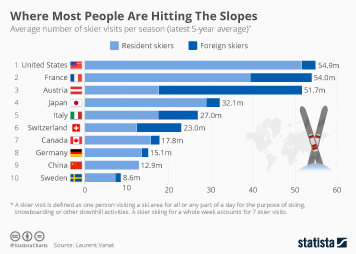 Where Most People Are Hitting The Slopes
Average number of skier visits per season (latest 5-year average)*
Resident skiers Foreign skiers
1 United States 54.9m
2 France 54.0m
3 Austria 51.7m
4 Japan 32.1m
5 Italy 27.0m
6 Switzerland 23.0m
7 Canada 17.8m
8 Germany 15.1m
9 China 12.9m
10 Sweden 8.6m
0 10 20 30 40 50 60
* A skier visit is defined as one person visiting a ski area for all or any part of a day for the purpose of skiing,
snowboarding or other downhill activities. A skier skiing for a whole week accounts for 7 skier visits.
@StatistaCharts Source: Laurent Vanat
statista